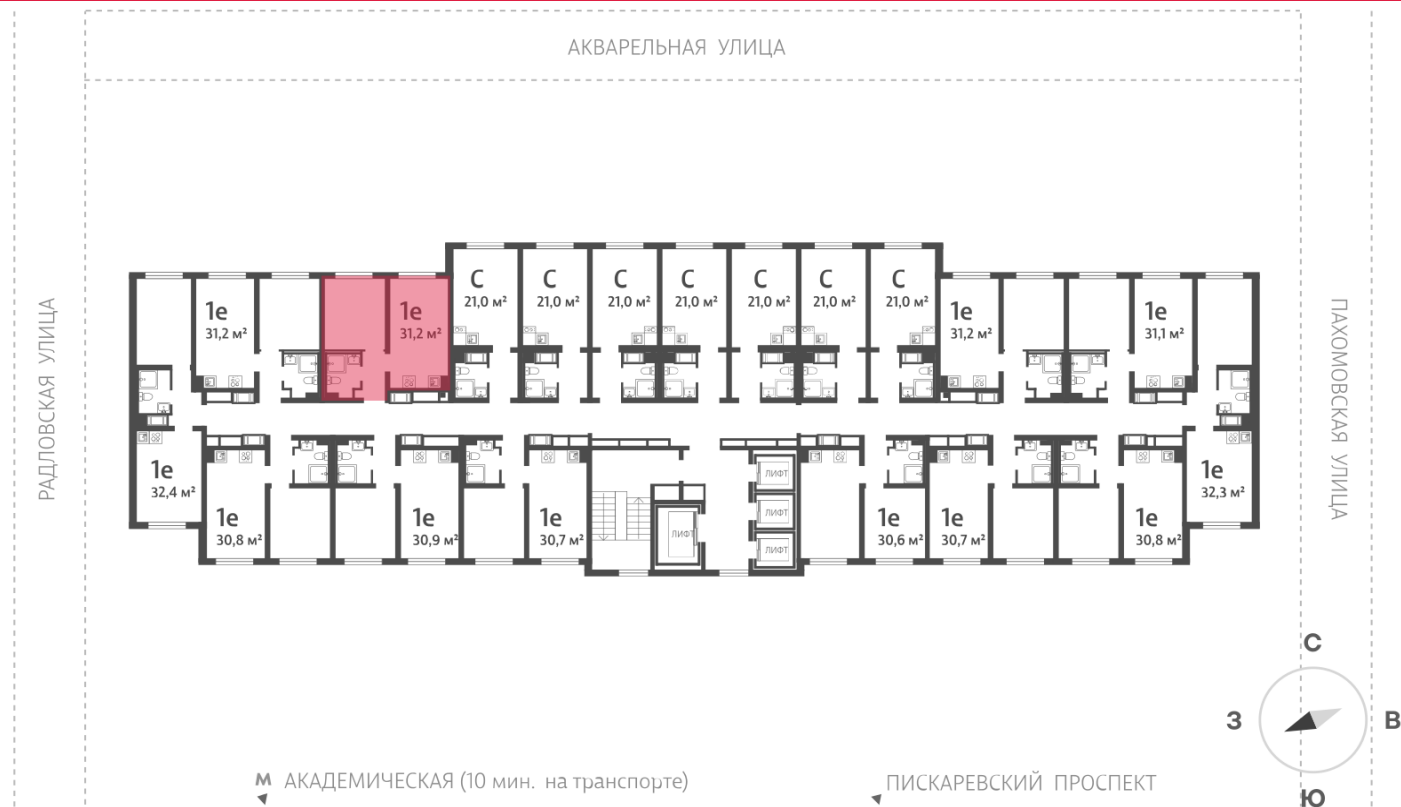 АКВАРЕЛЬНАЯ УЛИЦА
РАДЛОВСКАЯ УЛИЦА
ПАХОМОВСКАЯ УЛИЦА
1е
31,2 м²
1е
31,2 м²
С
21,0 м²
С
21,0 м²
С
21,0 м²
С
21,0 м²
С
21,0 м²
С
21,0 м²
С
21,0 м²
1е
31,2 м²
1е
31,1 м²
1е
32,4 м²
1е
30,8 м²
1е
30,9 м²
1е
30,7 м²
ЛИФТ
ЛИФТ
ЛИФТ
ЛИФТ
1е
30,6 м²
1е
30,7 м²
1е
30,8 м²
1е
32,3 м²
С
З
В
Ю
М АКАДЕМИЧЕСКАЯ (10 мин. на транспорте)
ПИСКАРЕВСКИЙ ПРОСПЕКТ